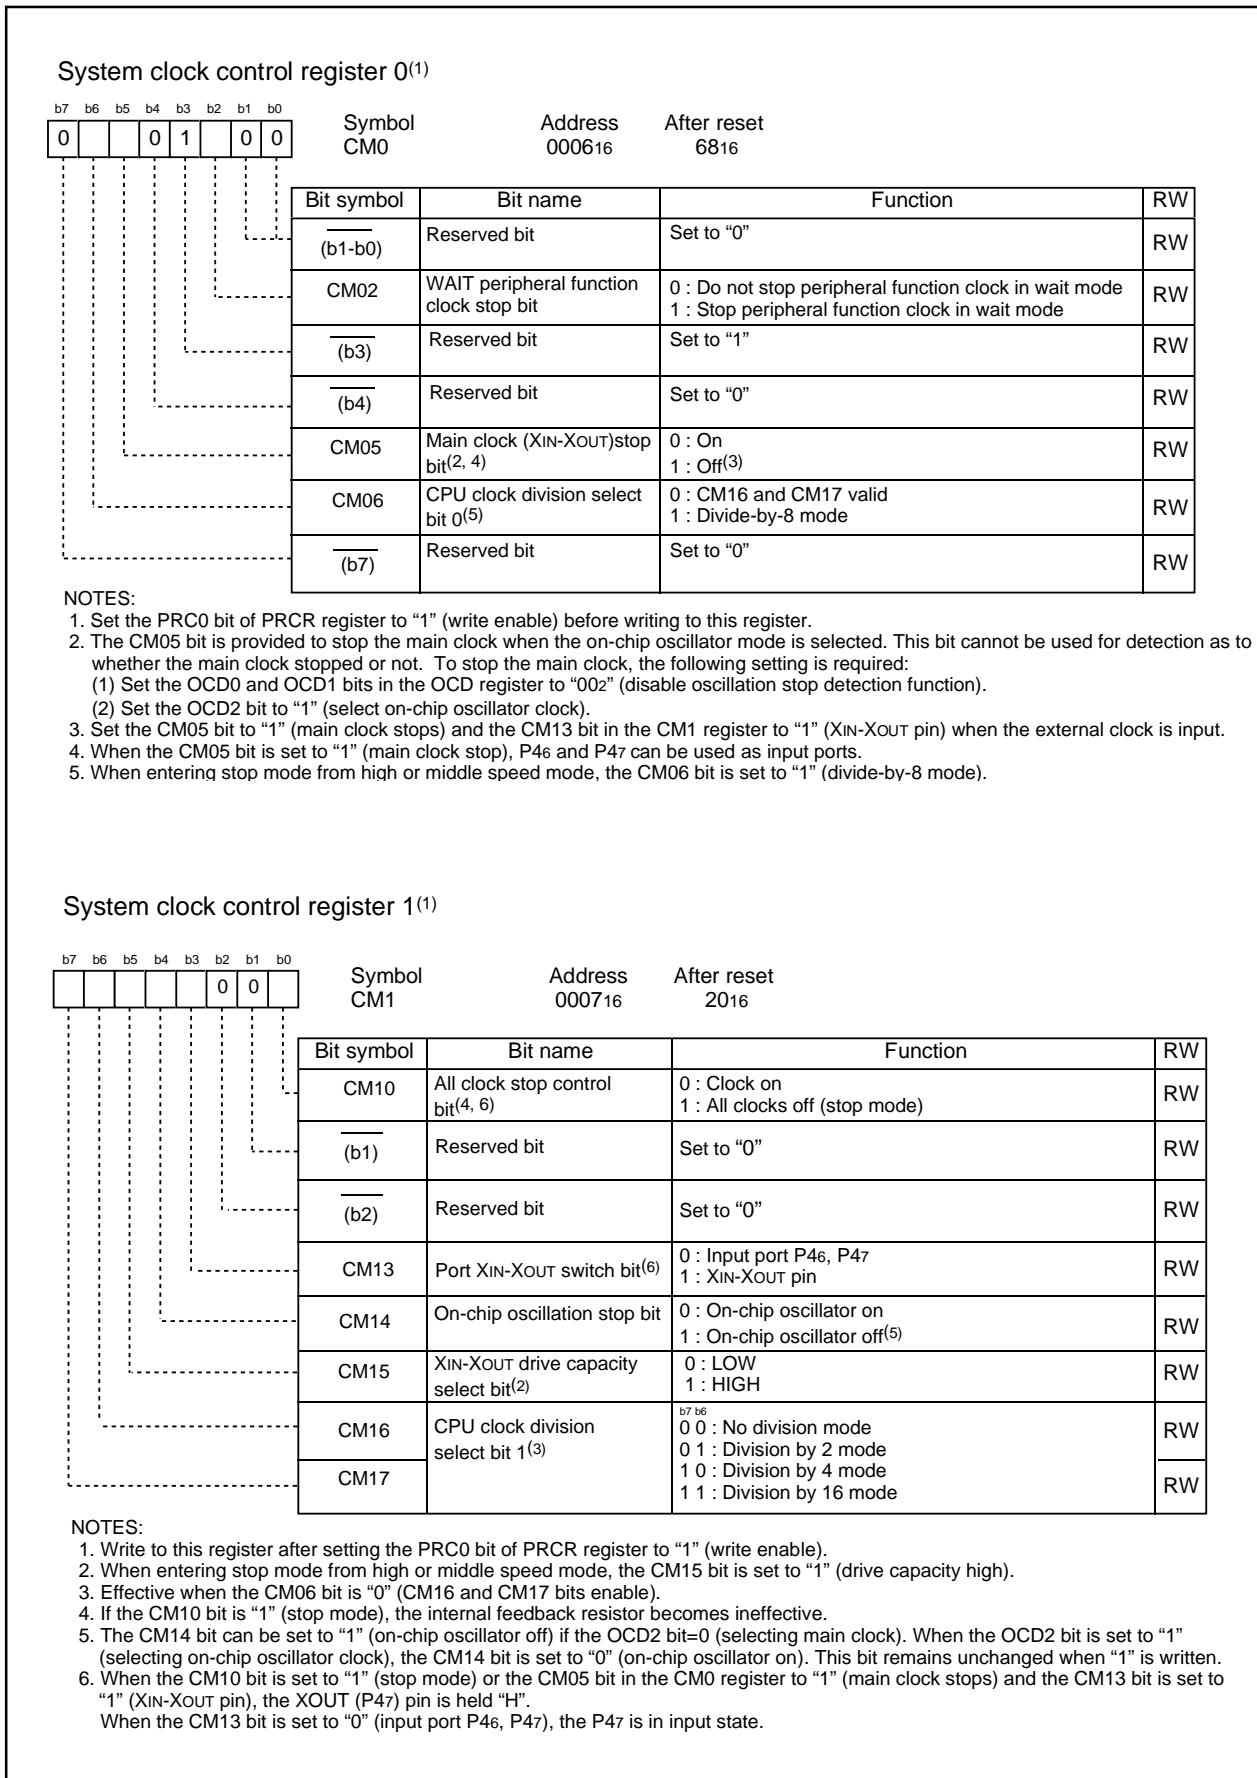 System clock control register 0(1)
b7 b6 b5 b4 b3 b2 b1 b0
0 0 1 0 0
Symbol Address After reset
CM0 000616 6816
Bit symbol Bit name Function RW
(b1-b0) Reserved bit Set to “0” RW
CM02 WAIT peripheral function 0 : Do not stop peripheral function clock in wait mode RW
clock stop bit 1 : Stop peripheral function clock in wait mode
(b3) Reserved bit Set to “1” RW
(b4) Reserved bit Set to “0” RW
CM05 Main clock (XIN-XOUT)stop 0 : On RW
bit(2, 4) 1 : Off(3)
CM06 CPU clock division select 0 : CM16 and CM17 valid RW
bit 0(5) 1 : Divide-by-8 mode
(b7) Reserved bit Set to “0” RW
NOTES:
1. Set the PRC0 bit of PRCR register to “1” (write enable) before writing to this register.
2. The CM05 bit is provided to stop the main clock when the on-chip oscillator mode is selected. This bit cannot be used for detection as to
whether the main clock stopped or not. To stop the main clock, the following setting is required:
(1) Set the OCD0 and OCD1 bits in the OCD register to “002” (disable oscillation stop detection function).
(2) Set the OCD2 bit to “1” (select on-chip oscillator clock).
3. Set the CM05 bit to “1” (main clock stops) and the CM13 bit in the CM1 register to “1” (XIN-XOUT pin) when the external clock is input.
4. When the CM05 bit is set to “1” (main clock stop), P46 and P47 can be used as input ports.
5. When entering stop mode from high or middle speed mode, the CM06 bit is set to “1” (divide-by-8 mode).
System clock control register 1(1)
b7 b6 b5 b4 b3 b2 b1 b0
0 0
Symbol Address After reset
CM1 000716 2016
Bit symbol Bit name Function RW
CM10 All clock stop control 0 : Clock on RW
bit(4, 6) 1 : All clocks off (stop mode)
(b1) Reserved bit Set to “0” RW
(b2) Reserved bit Set to “0” RW
CM13 Port XIN-XOUT switch bit(6) 0 : Input port P46, P47 RW
1 : XIN-XOUT pin
CM14 On-chip oscillation stop bit 0 : On-chip oscillator on RW
1 : On-chip oscillator off(5)
CM15 XIN-XOUT drive capacity 0 : LOW RW
select bit(2) 1 : HIGH
b7 b6
CM16 CPU clock division 0 0 : No division mode RW
select bit 1(3) 0 1 : Division by 2 mode
CM17 1 0 : Division by 4 mode RW
1 1 : Division by 16 mode
NOTES:
1. Write to this register after setting the PRC0 bit of PRCR register to “1” (write enable).
2. When entering stop mode from high or middle speed mode, the CM15 bit is set to “1” (drive capacity high).
3. Effective when the CM06 bit is “0” (CM16 and CM17 bits enable).
4. If the CM10 bit is “1” (stop mode), the internal feedback resistor becomes ineffective.
5. The CM14 bit can be set to “1” (on-chip oscillator off) if the OCD2 bit=0 (selecting main clock). When the OCD2 bit is set to “1”
(selecting on-chip oscillator clock), the CM14 bit is set to “0” (on-chip oscillator on). This bit remains unchanged when “1” is written.
6. When the CM10 bit is set to “1” (stop mode) or the CM05 bit in the CM0 register to “1” (main clock stops) and the CM13 bit is set to
“1” (XIN-XOUT pin), the XOUT (P47) pin is held “H”.
When the CM13 bit is set to “0” (input port P46, P47), the P47 is in input state.